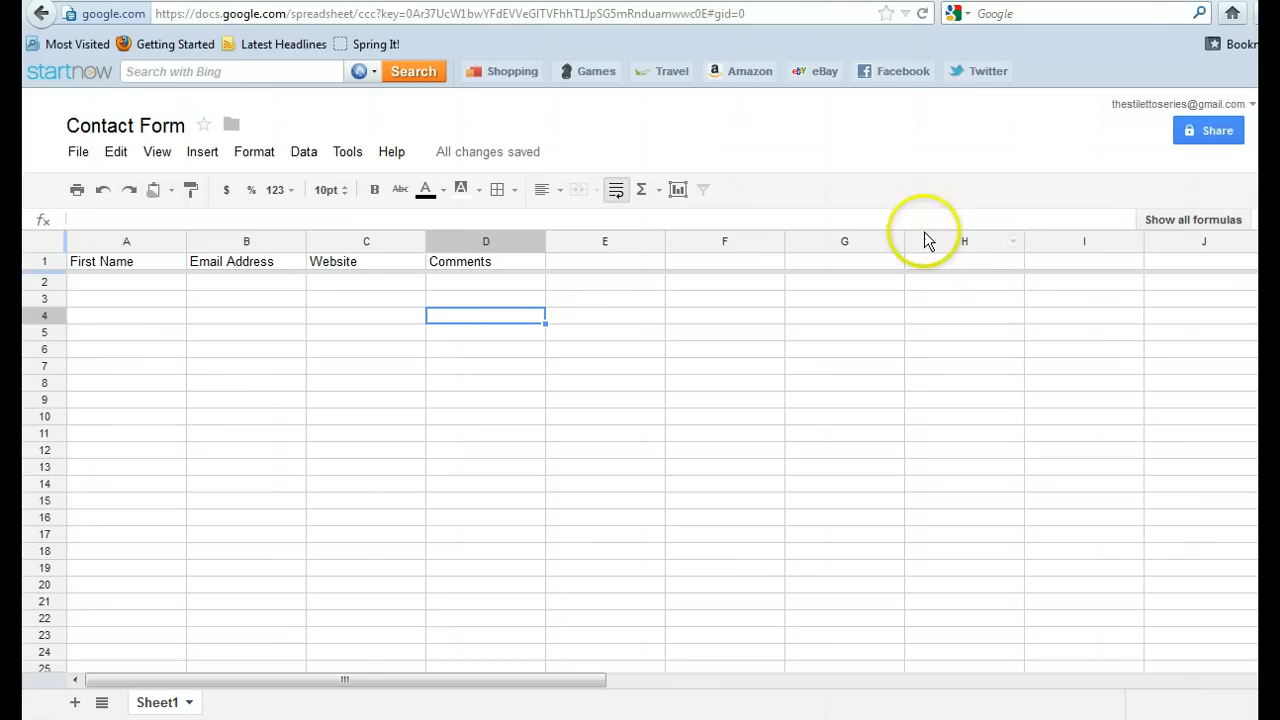 google.com https://docs.google.com/spreadsheet/ccc?key=0Ar37UcW1bwYFdEVVeGlTVFhhT1JpSG5mRnduamwwc0E#gid=0 Google
Most Visited Getting Started Latest Headlines Spring It! Bookn
startnow Search with Bing Search Shopping Games Travel Amazon eBay Facebook Twitter
thestilettoseries@gmail.com
Contact Form Share
File Edit View Insert Format Data Tools Help All changes saved
$ % 123 10pt B Abc A A Σ
fx Show all formulas
A B C D E F G H I J
1 First Name Email Address Website Comments
2
3
4
5
6
7
8
9
10
11
12
13
14
15
16
17
18
19
20
21
22
23
24
25
+ Sheet1